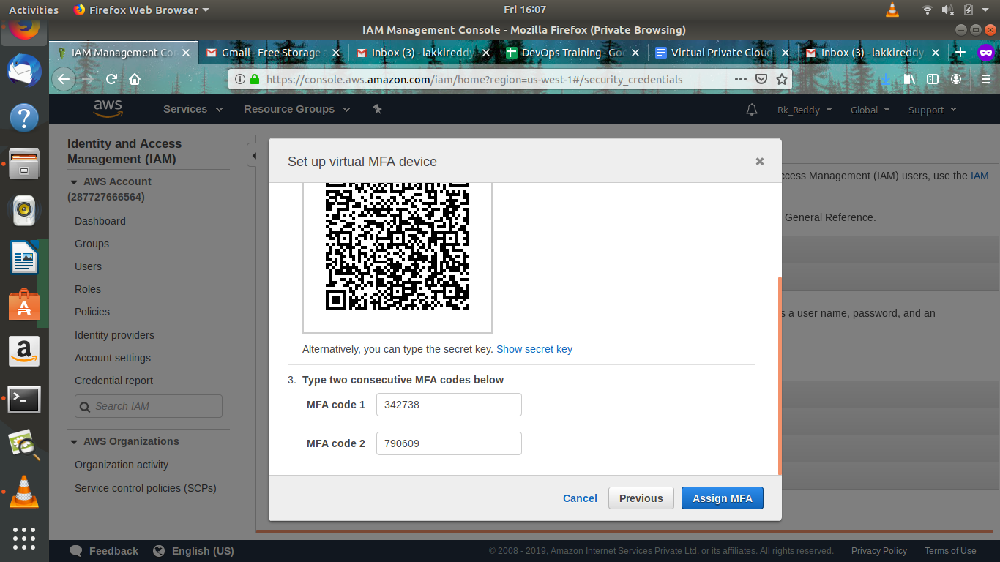 Activities Firefox Web Browser Fri 16:07
IAM Management Console - Mozilla Firefox (Private Browsing)
IAM Management Co Gmail - Free Storage Inbox (3) - lakkireddy DevOps Training - Goo Virtual Private Cloud Inbox (3) - lakkireddy
https://console.aws.amazon.com/iam/home?region=us-west-1#/security_credentials
aws Services Resource Groups Rk_Reddy Global Support
Identity and Access
Management (IAM)
AWS Account
(287727666564)
Dashboard
Groups
Users
Roles
Policies
Identity providers
Account settings
Credential report
Search IAM
AWS Organizations
Organization activity
Service control policies (SCPs)
Set up virtual MFA device
Alternatively, you can type the secret key. Show secret key
3. Type two consecutive MFA codes below
MFA code 1 342738
MFA code 2 790609
Cancel Previous Assign MFA
ccess Management (IAM) users, use the IAM
General Reference.
s a user name, password, and an
Feedback English (US) © 2008 - 2019, Amazon Internet Services Private Ltd. or its affiliates. All rights reserved. Privacy Policy Terms of Use